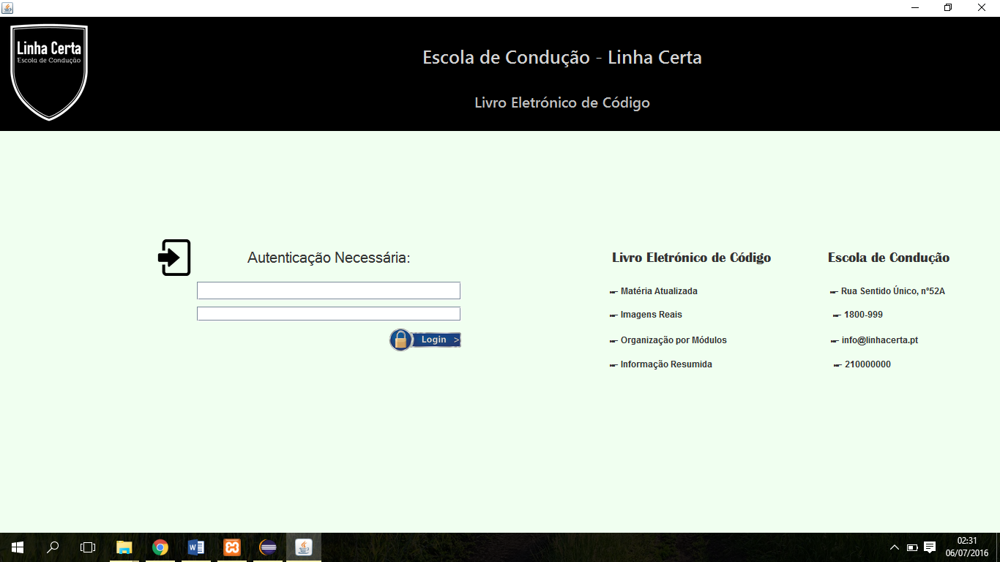 Linha Certa
Escola de Condução
Escola de Condução - Linha Certa
Livro Eletrónico de Código
Autenticação Necessária:
Login >
Livro Eletrónico de Código
Matéria Atualizada
Imagens Reais
Organização por Módulos
Informação Resumida
Escola de Condução
Rua Sentido Único, nº52A
1800-999
info@linhacerta.pt
210000000
02:31
06/07/2016